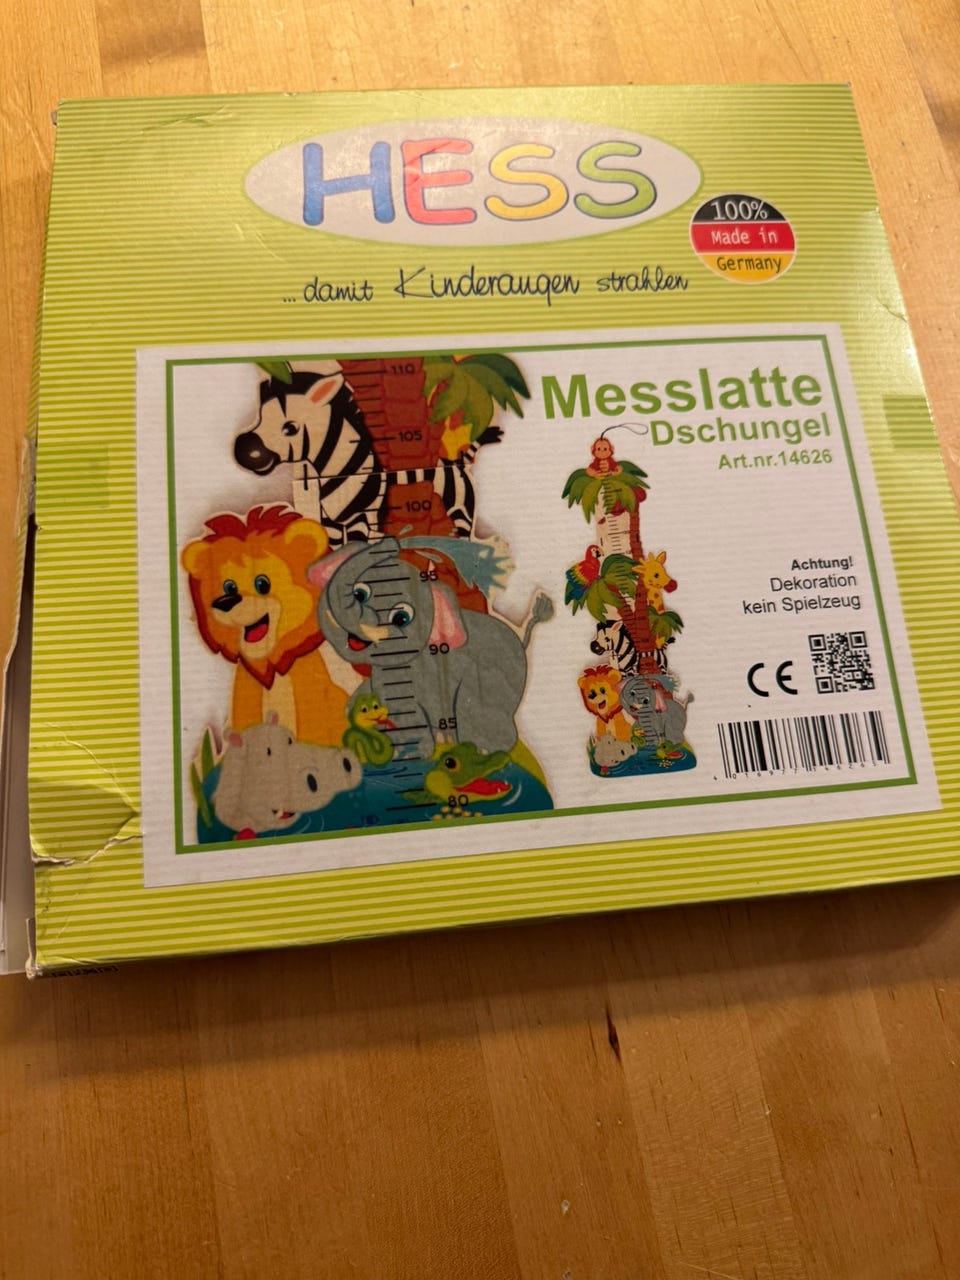 HESS
100%
Made in
Germany
... damit Kinderaugen strahlen
Messlatte
Dschungel
Art.nr.14626
110
105
100
95
90
85
80
Achtung!
Dekoration
kein Spielzeug
CE